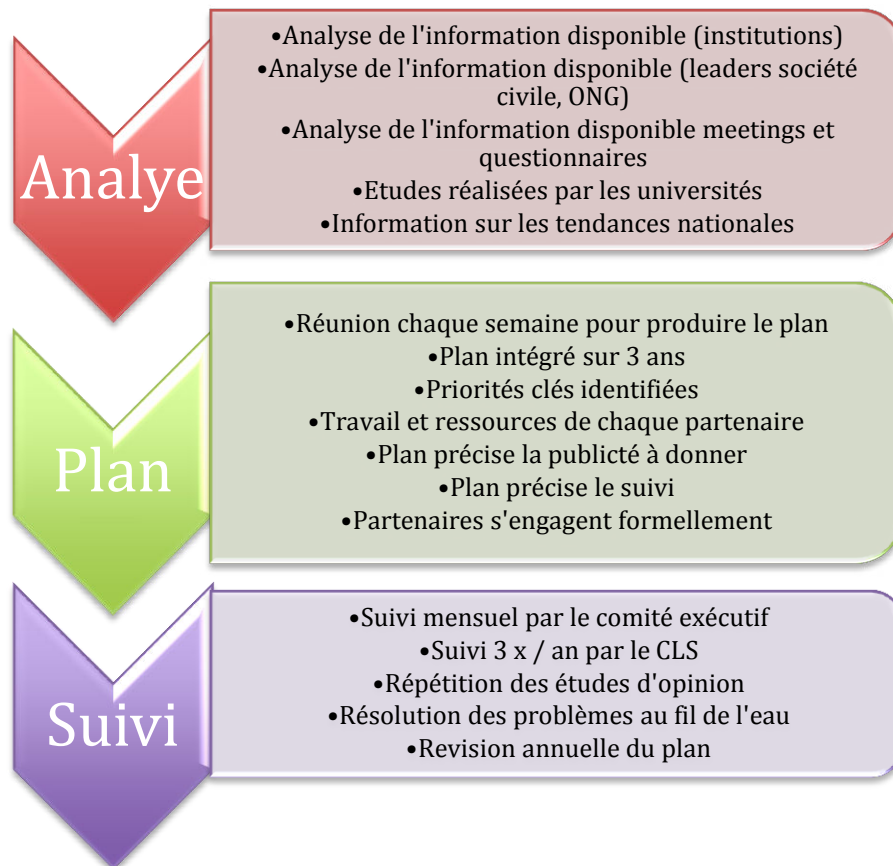 Analye
•Analyse de l'information disponible (institutions)
•Analyse de l'information disponible (leaders société
civile, ONG)
•Analyse de l'information disponible meetings et
questionnaires
•Etudes réalisées par les universités
•Information sur les tendances nationales
Plan
•Réunion chaque semaine pour produire le plan
•Plan intégré sur 3 ans
•Priorités clés identifiées
•Travail et ressources de chaque partenaire
•Plan précise la publicté à donner
•Plan précise le suivi
•Partenaires s'engagent formellement
Suivi
•Suivi mensuel par le comité exécutif
•Suivi 3 x / an par le CLS
•Répétition des études d'opinion
•Résolution des problèmes au fil de l'eau
•Revision annuelle du plan